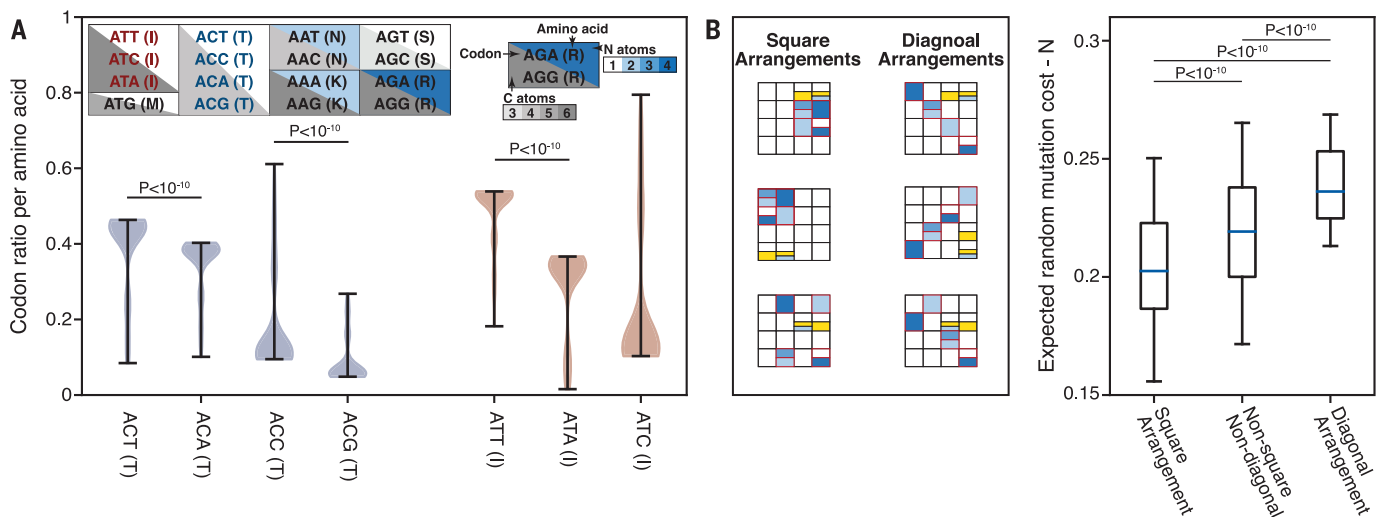 A
Codon ratio per amino acid
1
0.8
0.6
0.4
0.2
0
ATT (I)
ATC (I)
ATA (I)
ATG (M)
ACT (T)
ACC (T)
ACA (T)
ACG (T)
AAT (N)
AAC (N)
AAA (K)
AAG (K)
AGT (S)
AGC (S)
AGA (R)
AGG (R)
Amino acid
Codon
AGA (R)
AGG (R)
N atoms
1 2 3 4
C atoms
3 4 5 6
P<10-10
P<10-10
P<10-10
ACT (T)
ACA (T)
ACC (T)
ACG (T)
ATT (I)
ATA (I)
ATC (I)
B
Square
Arrangements
Diagnoal
Arrangements
Expected random mutation cost - N
0.3
0.25
0.2
0.15
P<10-10
P<10-10
P<10-10
Square
Arrangement
Non-square
Non-diagonal
Diagonal
Arrangement